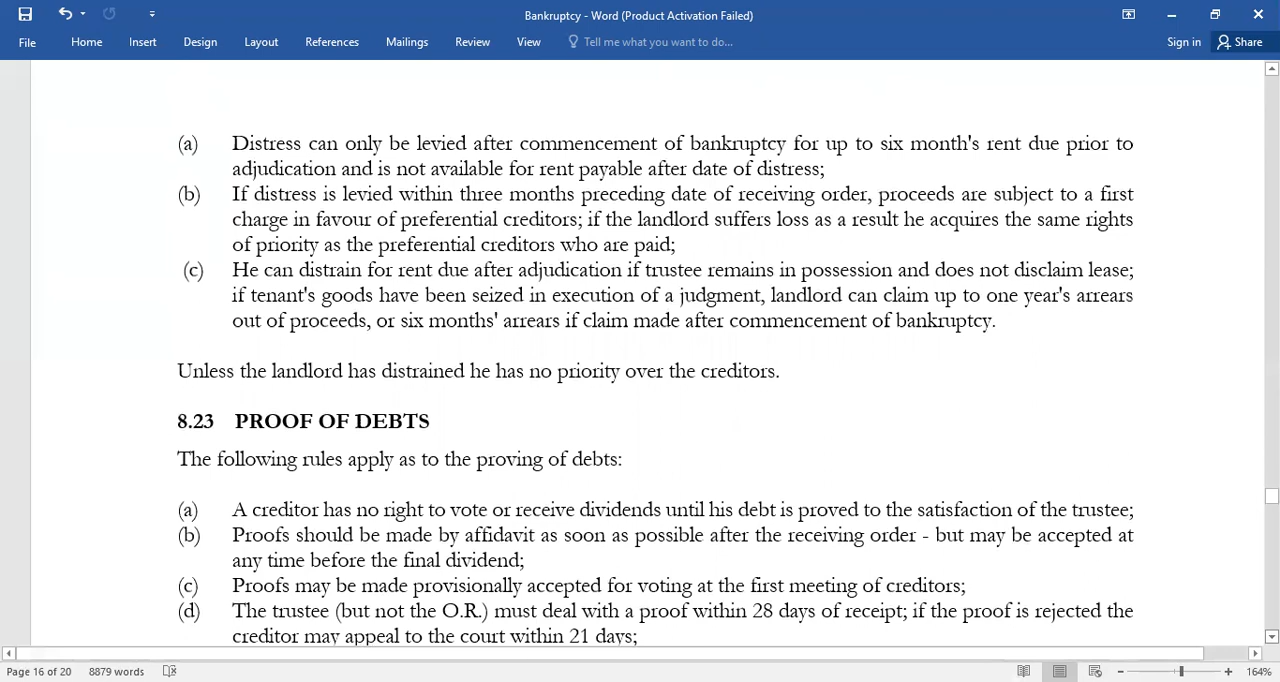 Bankruptcy - Word (Product Activation Failed)
File Home Insert Design Layout References Mailings Review View Tell me what you want to do... Sign in Share
(a) Distress can only be levied after commencement of bankruptcy for up to six month's rent due prior to
adjudication and is not available for rent payable after date of distress;
(b) If distress is levied within three months preceding date of receiving order, proceeds are subject to a first
charge in favour of preferential creditors; if the landlord suffers loss as a result he acquires the same rights
of priority as the preferential creditors who are paid;
(c) He can distrain for rent due after adjudication if trustee remains in possession and does not disclaim lease;
if tenant's goods have been seized in execution of a judgment, landlord can claim up to one year's arrears
out of proceeds, or six months' arrears if claim made after commencement of bankruptcy.
Unless the landlord has distrained he has no priority over the creditors.
8.23 PROOF OF DEBTS
The following rules apply as to the proving of debts:
(a) A creditor has no right to vote or receive dividends until his debt is proved to the satisfaction of the trustee;
(b) Proofs should be made by affidavit as soon as possible after the receiving order - but may be accepted at
any time before the final dividend;
(c) Proofs may be made provisionally accepted for voting at the first meeting of creditors;
(d) The trustee (but not the O.R.) must deal with a proof within 28 days of receipt; if the proof is rejected the
creditor may appeal to the court within 21 days;
Page 16 of 20 8879 words 164%